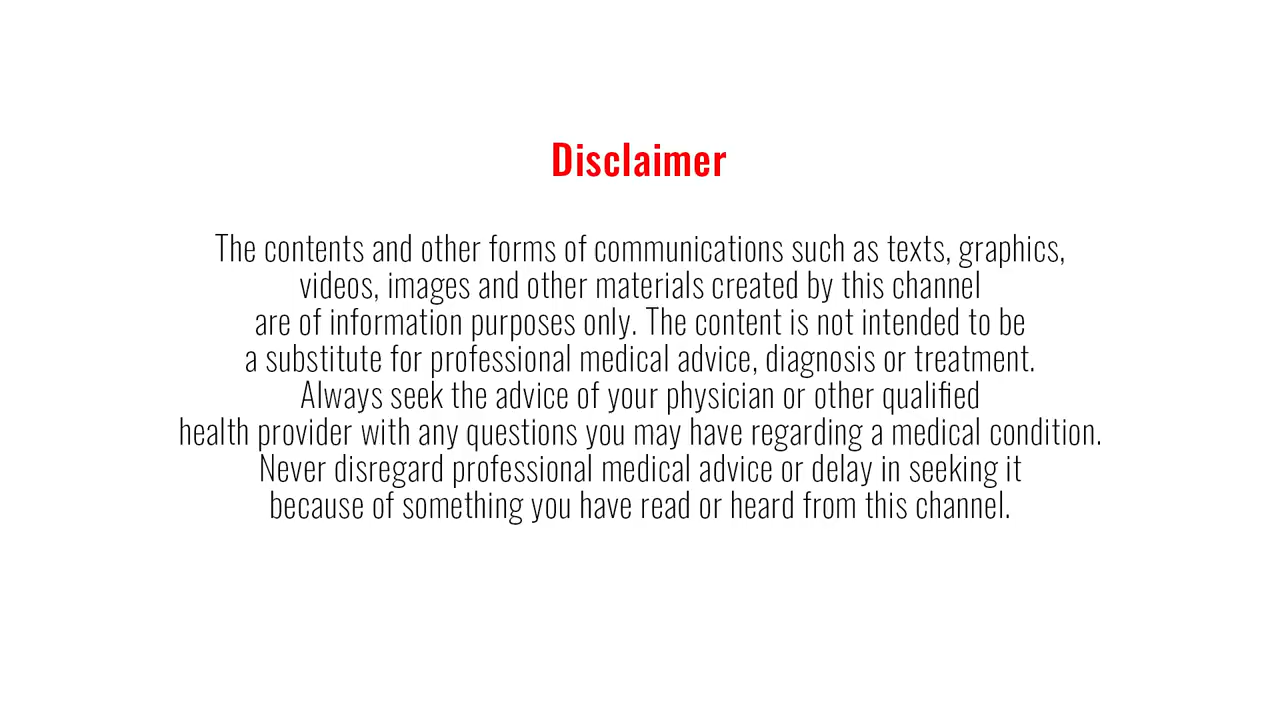 Disclaimer
The contents and other forms of communications such as texts, graphics,
videos, images and other materials created by this channel
are of information purposes only. The content is not intended to be
a substitute for professional medical advice, diagnosis or treatment.
Always seek the advice of your physician or other qualified
health provider with any questions you may have regarding a medical condition.
Never disregard professional medical advice or delay in seeking it
because of something you have read or heard from this channel.